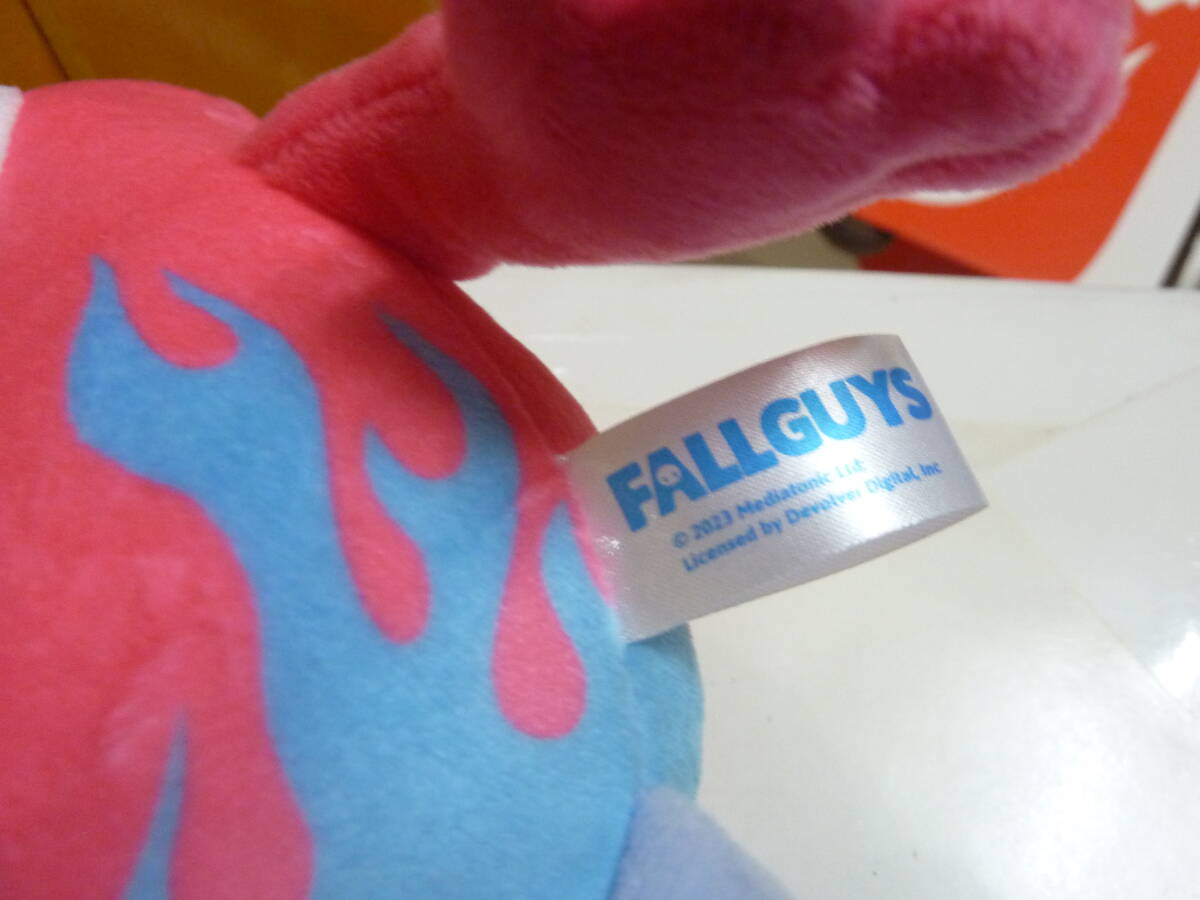 FALLGUYS
© 2023 Mediatonic Ltd;
Licensed by Devolver Digital, Inc